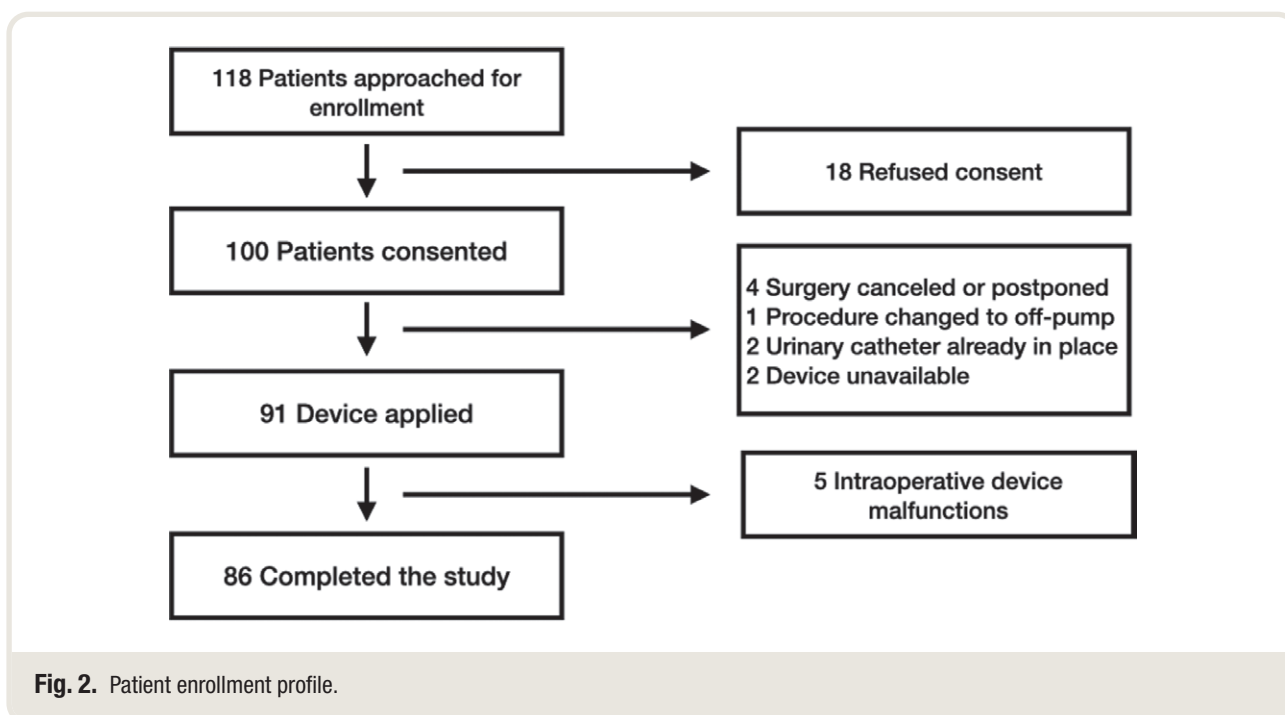 118 Patients approached for
enrollment
18 Refused consent
100 Patients consented
4 Surgery canceled or postponed
1 Procedure changed to off-pump
2 Urinary catheter already in place
2 Device unavailable
91 Device applied
5 Intraoperative device
malfunctions
86 Completed the study
Fig. 2. Patient enrollment profile.